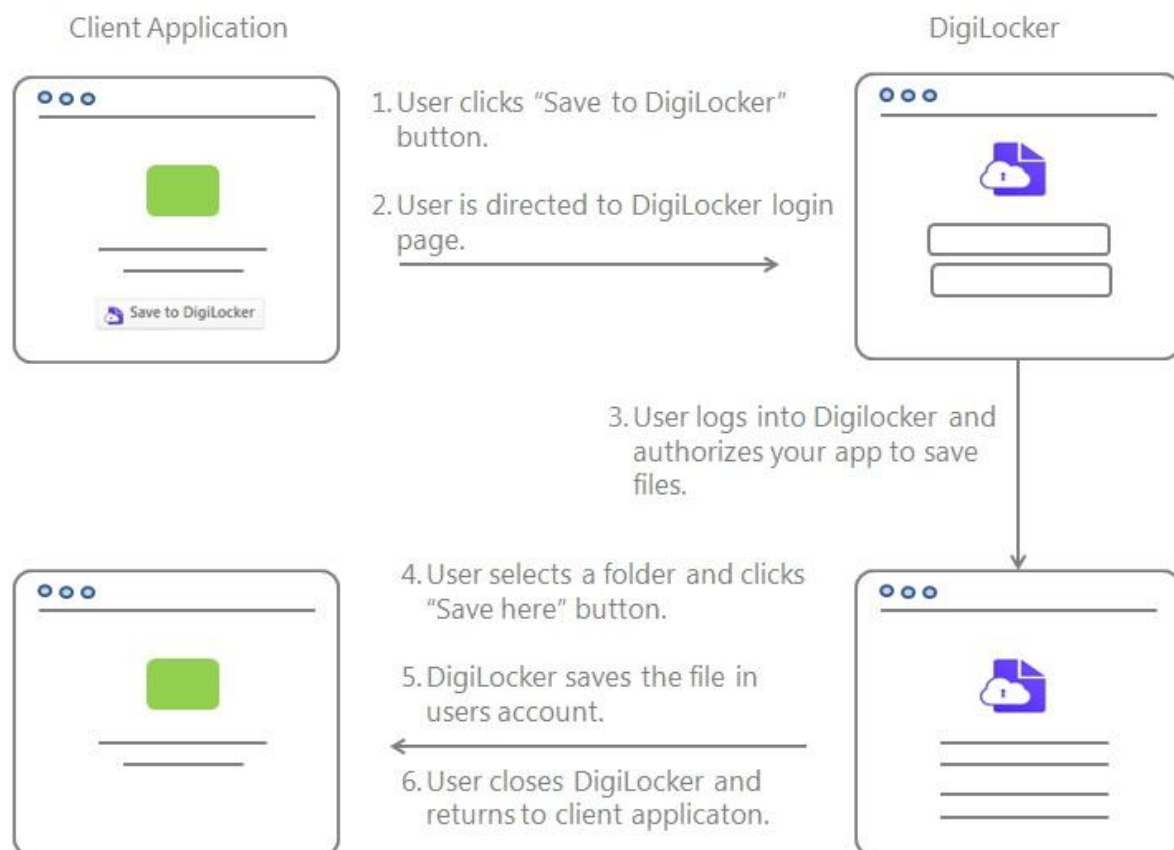 Client Application
DigiLocker
1. User clicks “Save to DigiLocker”
button.
2. User is directed to DigiLocker login
page.
Save to DigiLocker
3. User logs into Digilocker and
authorizes your app to save
files.
4. User selects a folder and clicks
“Save here” button.
5. DigiLocker saves the file in
users account.
6. User closes DigiLocker and
returns to client applicaton.